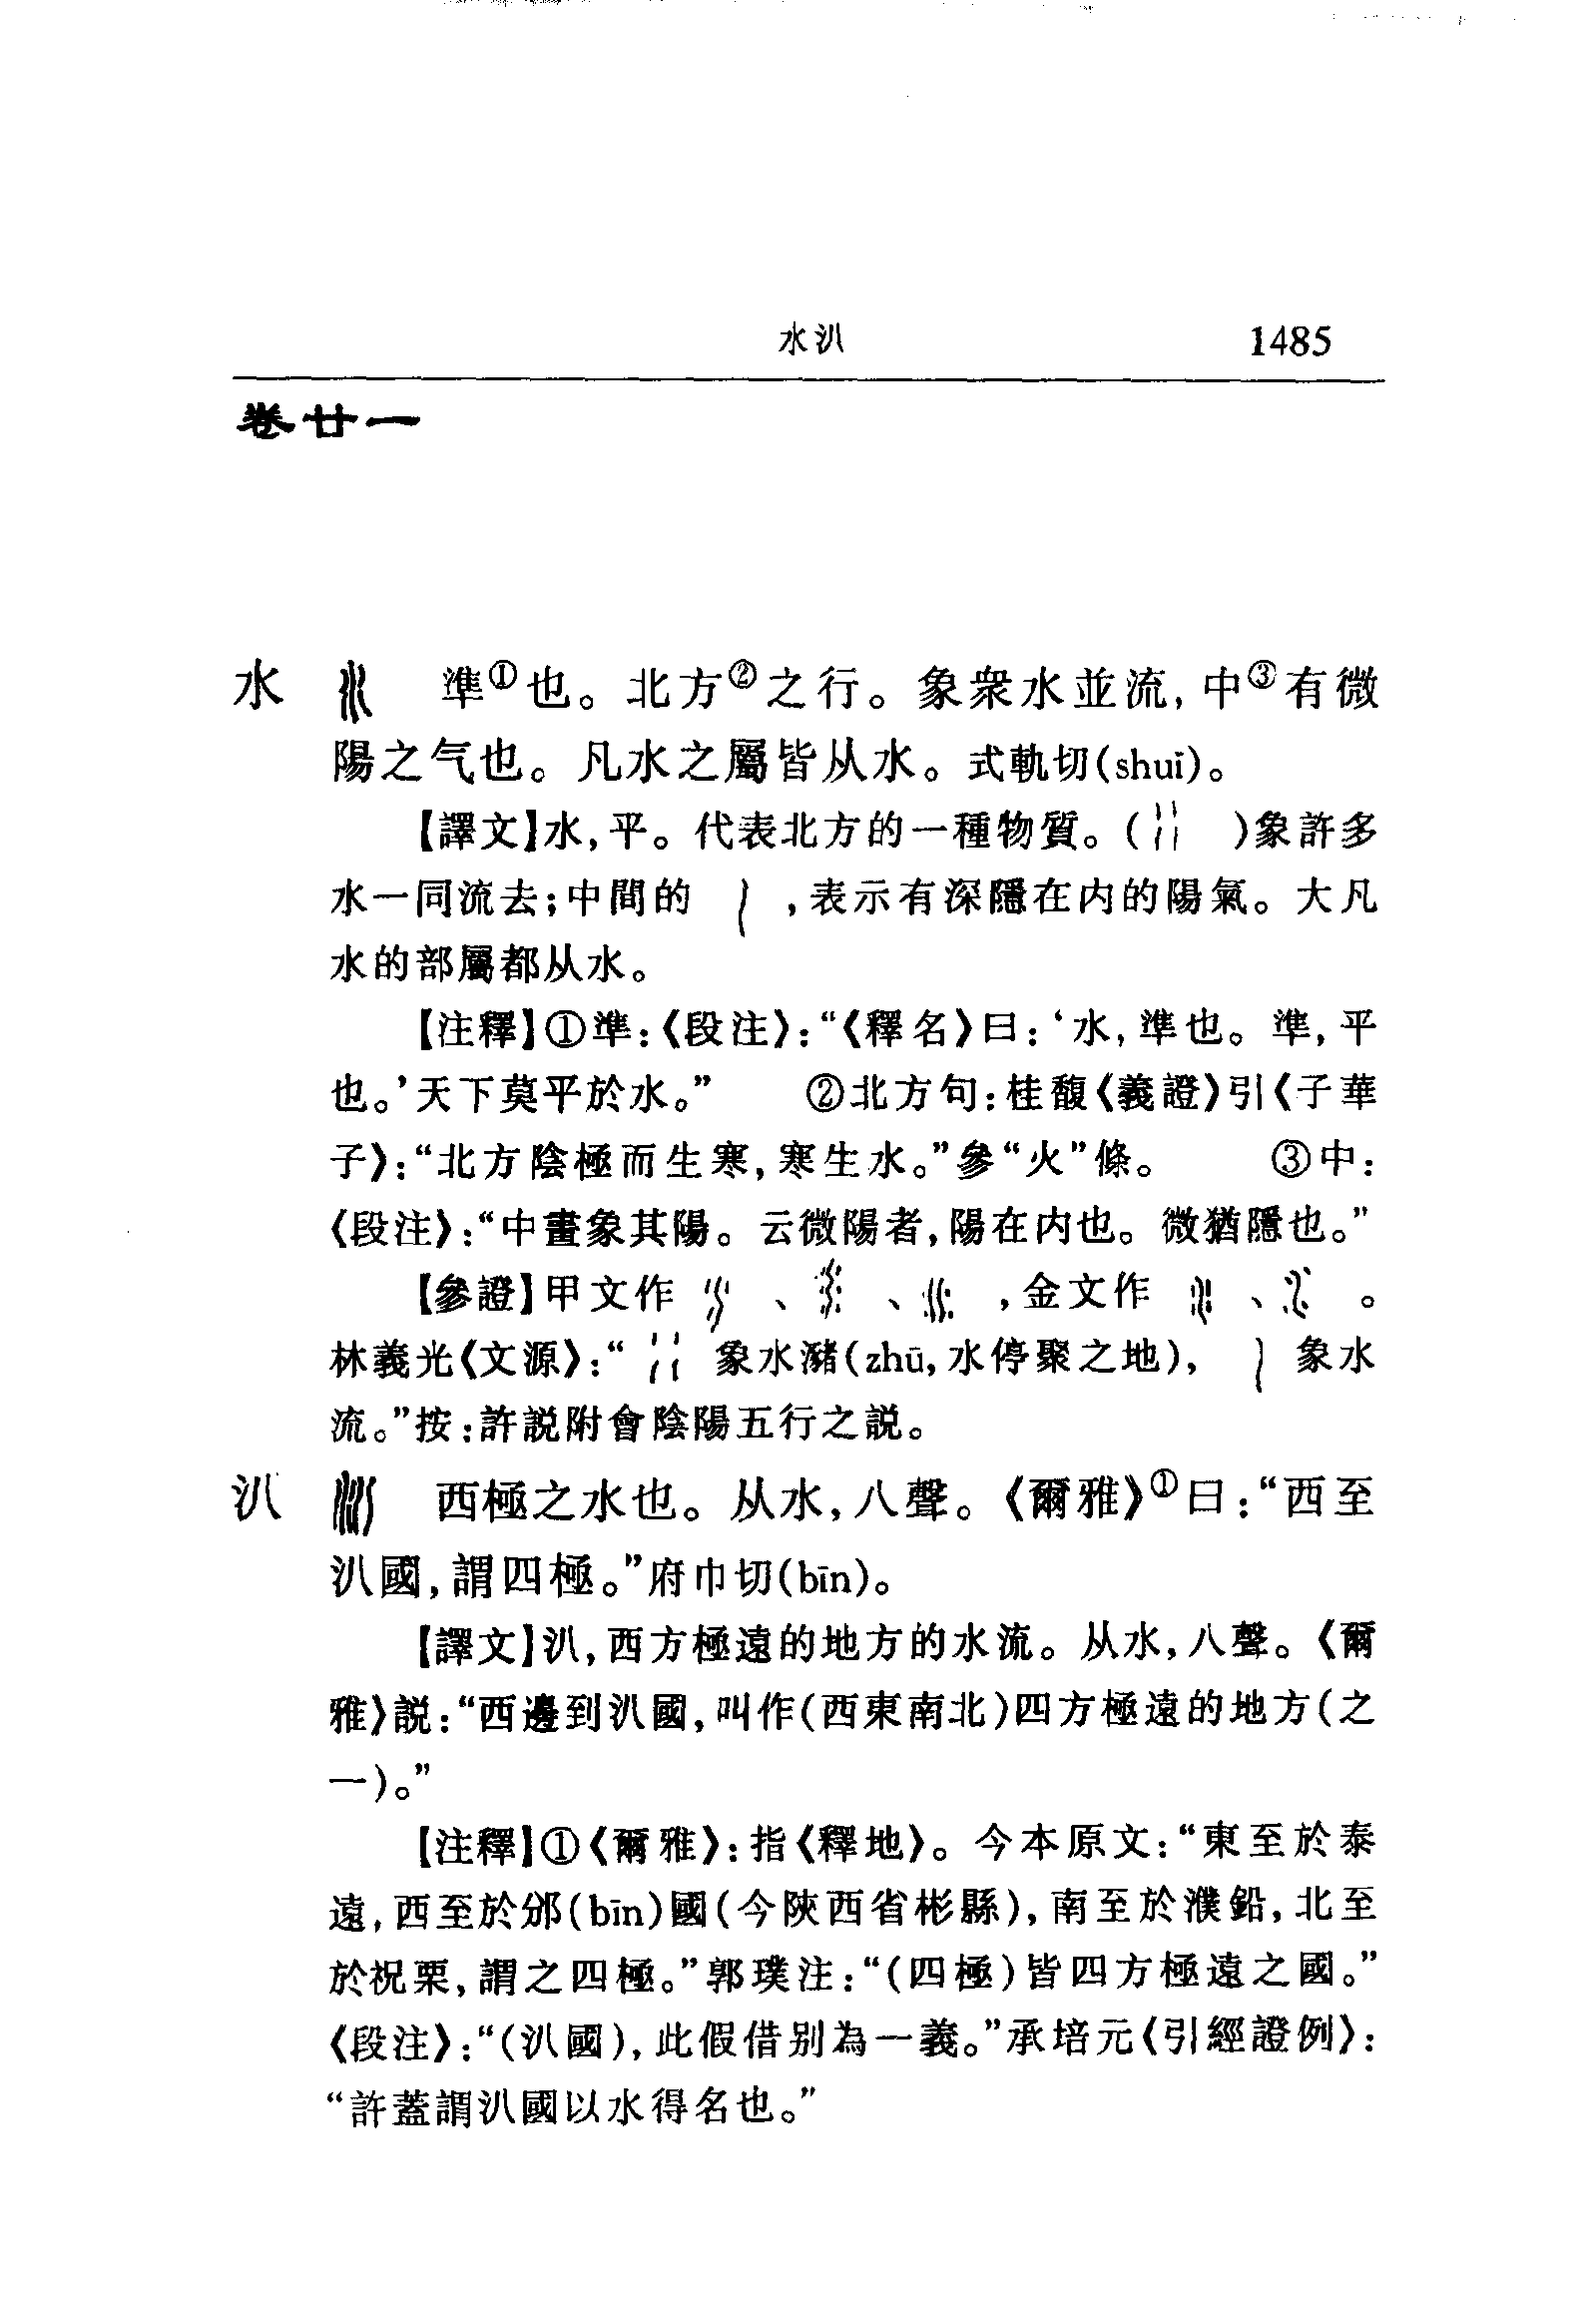 水汃 1485
卷廿一
水 準①也。北方②之行。象衆水並流,中③有微
陽之气也。凡水之屬皆从水。式軌切(shuǐ)。
【譯文】水,平。代表北方的一種物質。( )象許多
水一同流去;中間的 ,表示有深隱在内的陽氣。大凡
水的部屬都从水。
【注釋】①準:《段注》:“《釋名》曰:‘水,準也。準,平
也。’天下莫平於水。” ②北方句:桂馥《義證》引《子華
子》:“北方陰極而生寒,寒生水。”參“火”條。 ③中:
《段注》:“中畫象其陽。云微陽者,陽在内也。微猶隱也。”
【參證】甲文作 、 、 ,金文作 、 。
林義光《文源》:“ 象水瀦(zhū,水停聚之地), 象水
流。”按:許説附會陰陽五行之説。
汃 西極之水也。从水,八聲。《爾雅》①曰:“西至
汃國,謂四極。”府巾切(bīn)。
【譯文】汃,西方極遠的地方的水流。从水,八聲。《爾
雅》説:“西邊到汃國,叫作(西東南北)四方極遠的地方(之
一)。”
【注釋】①《爾雅》:指《釋地》。今本原文:“東至於泰
遠,西至於邠(bīn)國(今陝西省彬縣),南至於濮鉛,北至
於祝栗,謂之四極。”郭璞注:“(四極)皆四方極遠之國。”
《段注》:“(汃國),此假借别為一義。”承培元《引經證例》:
“許蓋謂汃國以水得名也。”